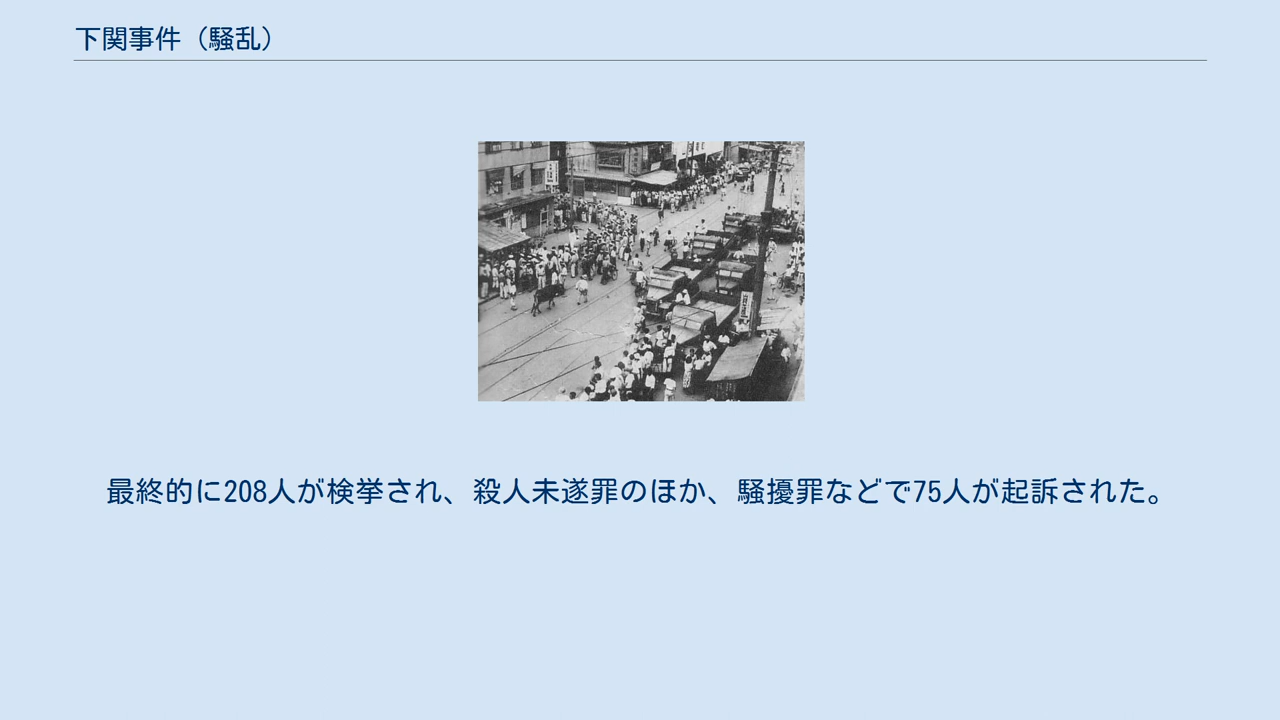 下関事件（騒乱）
最終的に208人が検挙され、殺人未遂罪のほか、騒擾罪などで75人が起訴された。